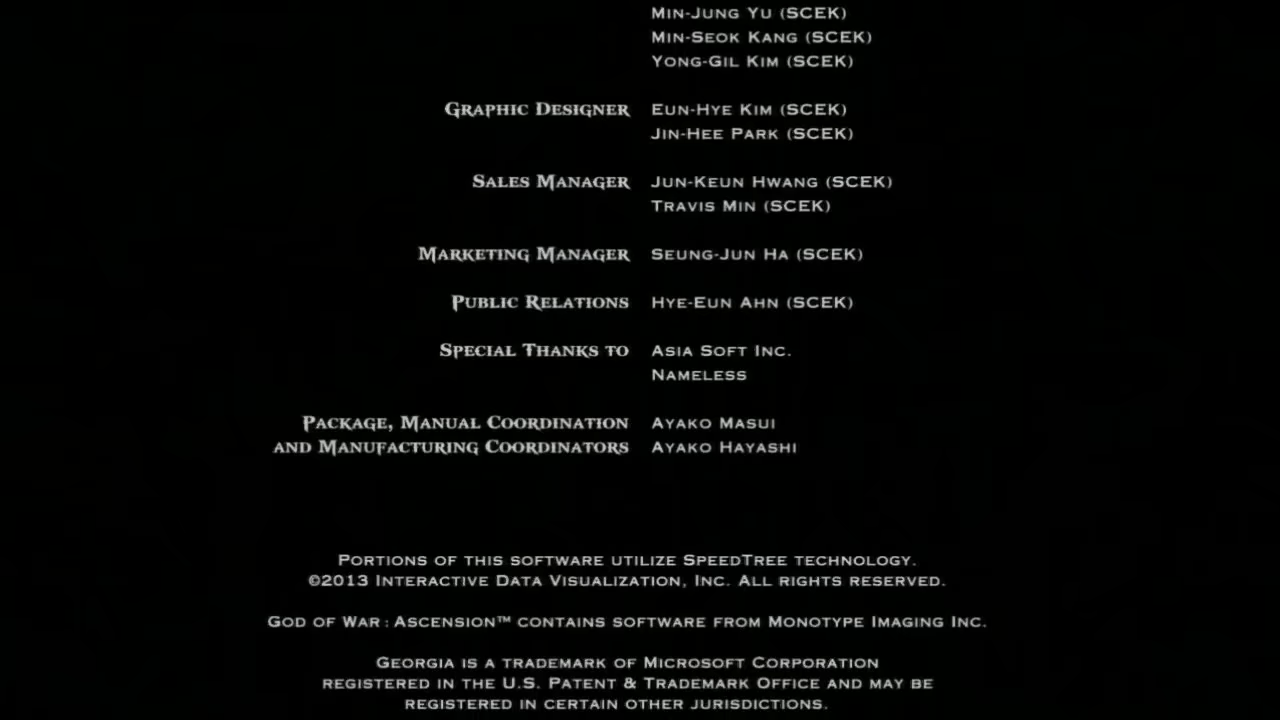 Min-Jung Yu (SCEK)
Min-Seok Kang (SCEK)
Yong-Gil Kim (SCEK)
Graphic Designer Eun-Hye Kim (SCEK)
Jin-Hee Park (SCEK)
Sales Manager Jun-Keun Hwang (SCEK)
Travis Min (SCEK)
Marketing Manager Seung-Jun Ha (SCEK)
Public Relations Hye-Eun Ahn (SCEK)
Special Thanks to Asia Soft Inc.
Nameless
Package, Manual Coordination Ayako Masui
and Manufacturing Coordinators Ayako Hayashi
Portions of this software utilize SpeedTree technology.
©2013 Interactive Data Visualization, Inc. All rights reserved.
God of War : Ascension™ contains software from Monotype Imaging Inc.
Georgia is a trademark of Microsoft Corporation
registered in the U.S. Patent & Trademark Office and may be
registered in certain other jurisdictions.